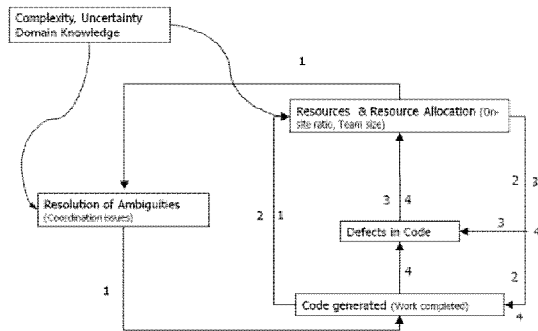 Complexity, Uncertainty
Domain Knowledge
1
Resources & Resource Allocation (On-
site ratio, Team size)
2
3
Resolution of Ambiguities
(Coordination issues)
2
1
3
4
3
4
Defects in Code
1
4
2
Code generated (Work completed)
4